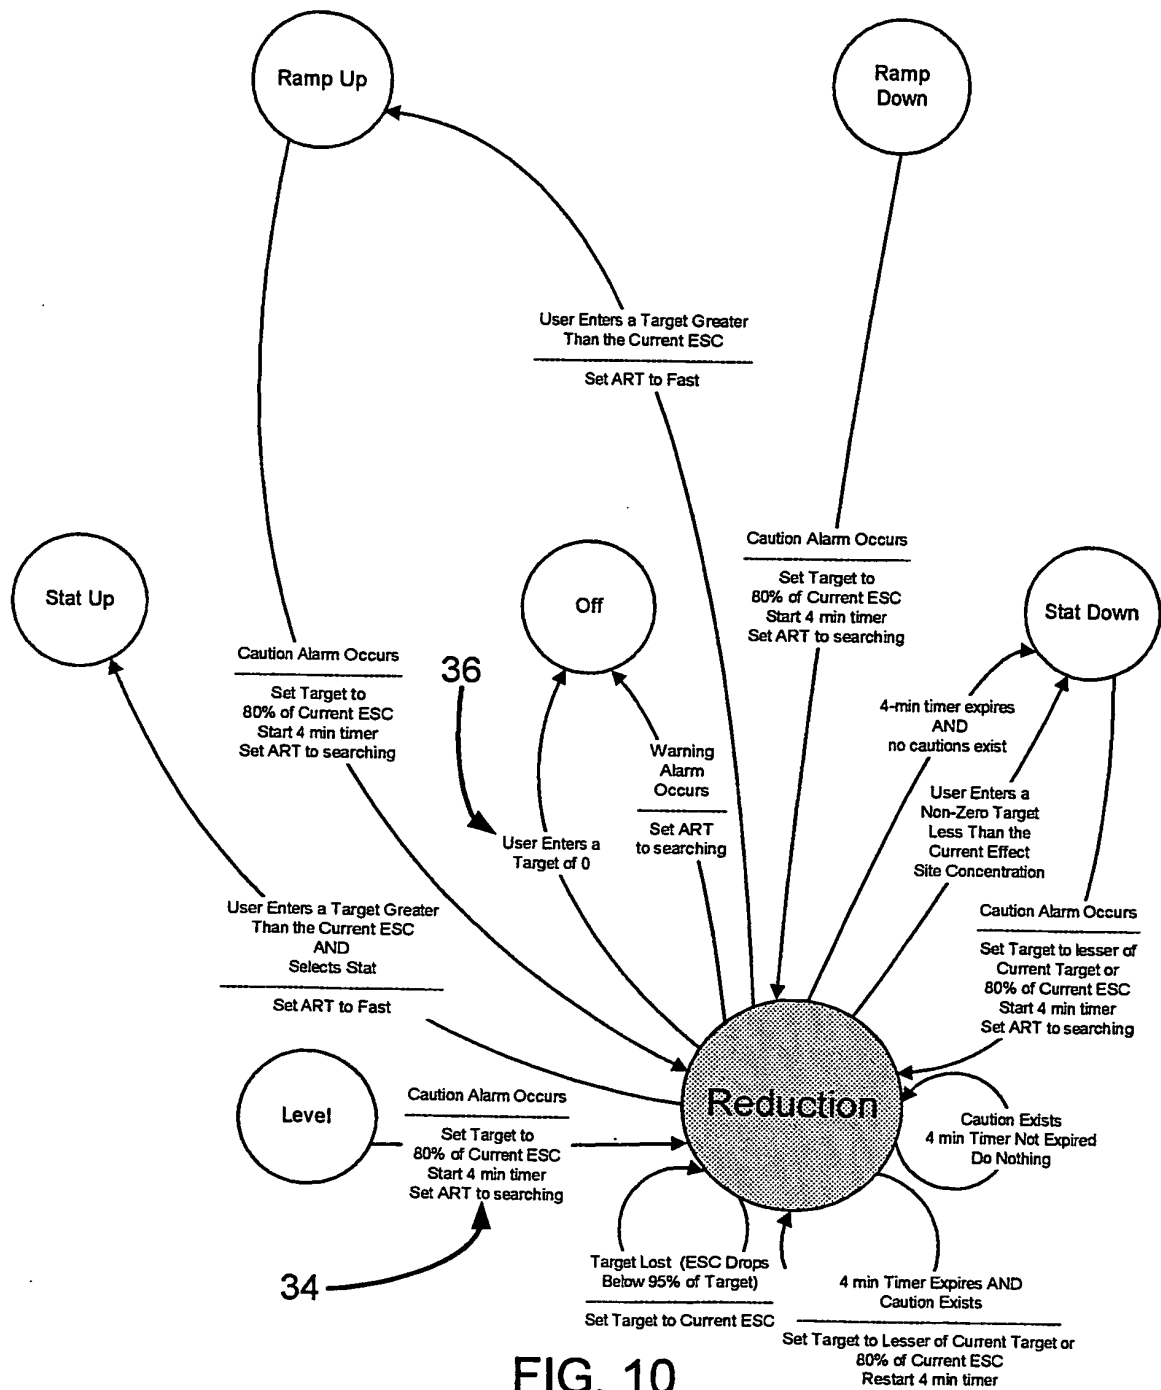 Ramp Up
Ramp
Down
User Enters a Target Greater
Than the Current ESC
Set ART to Fast
Caution Alarm Occurs
Set Target to
80% of Current ESC
Start 4 min timer
Set ART to searching
Stat Up
Off
Stat Down
Caution Alarm Occurs
Set Target to
80% of Current ESC
Start 4 min timer
Set ART to searching
36
User Enters a
Target of 0
Warning
Alarm
Occurs
Set ART
to searching
4-min timer expires
AND
no cautions exist
User Enters a
Non-Zero Target
Less Than the
Current Effect
Site Concentration
User Enters a Target Greater
Than the Current ESC
AND
Selects Stat
Set ART to Fast
Caution Alarm Occurs
Set Target to lesser of
Current Target or
80% of Current ESC
Start 4 min timer
Set ART to searching
Level
Caution Alarm Occurs
Set Target to
80% of Current ESC
Start 4 min timer
Set ART to searching
34
Reduction
Caution Exists
4 min Timer Not Expired
Do Nothing
Target Lost (ESC Drops
Below 95% of Target)
Set Target to Current ESC
4 min Timer Expires AND
Caution Exists
Set Target to Lesser of Current Target or
80% of Current ESC
Restart 4 min timer
FIG. 10